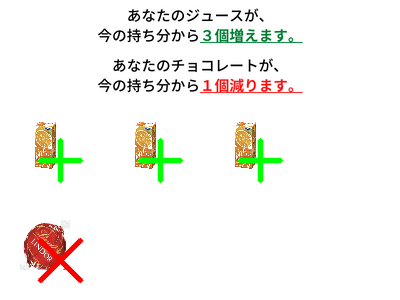 あなたのジュースが、
今の持ち分から３個増えます。
あなたのチョコレートが、
今の持ち分から１個減ります。
LINDOR